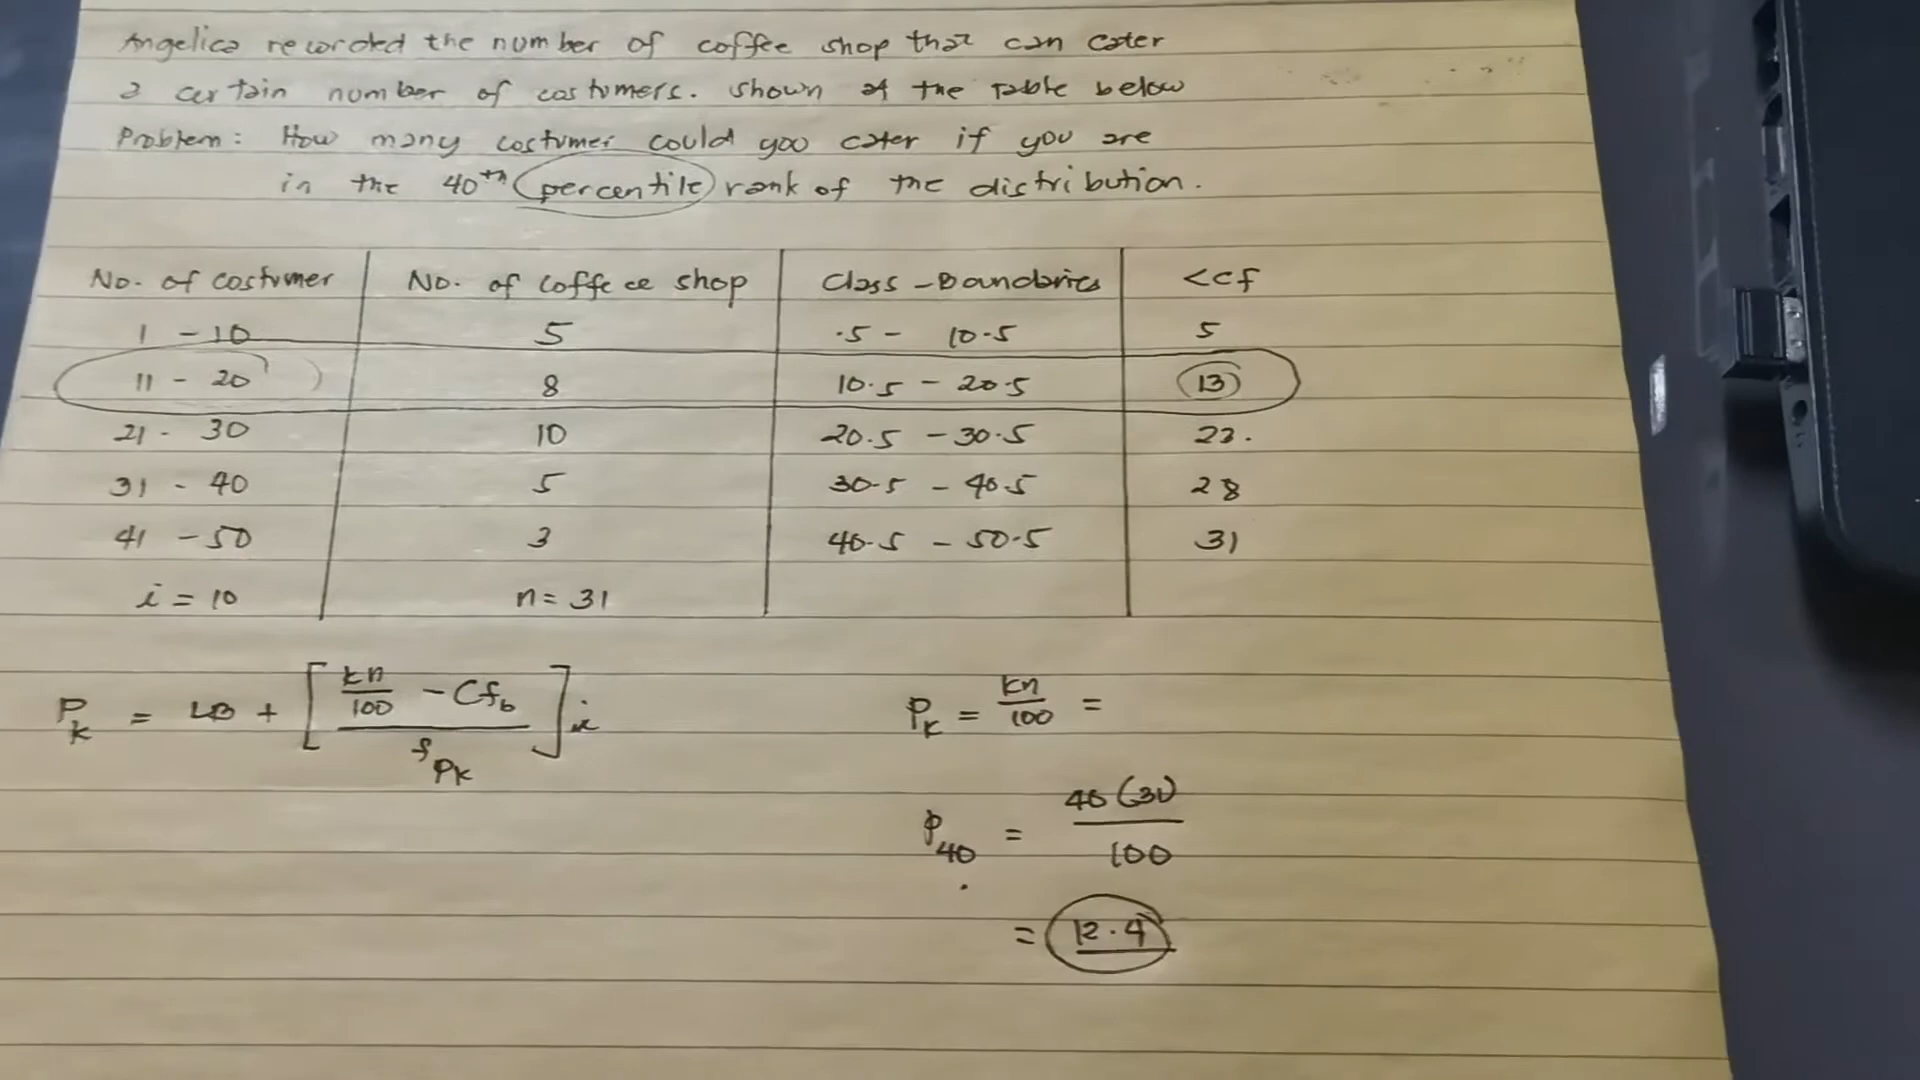 Angelica recorded the number of coffee shop that can cater
a certain number of costumers. Shown at the table below
Problem: How many costumer could you cater if you are
in the 40th percentile rank of the distribution.
No. of costumer No. of coffee shop Class-Boundaries <cf
1 - 10 5 .5 - 10.5 5
11 - 20 8 10.5 - 20.5 13
21 - 30 10 20.5 - 30.5 23.
31 - 40 5 30.5 - 40.5 28
41 - 50 3 40.5 - 50.5 31
i = 10 n = 31
Pk = LB + [ (kn/100 - Cfb) / fPk ] i
Pk = kn/100 =
P40 = 40(31)/100
= 12.4